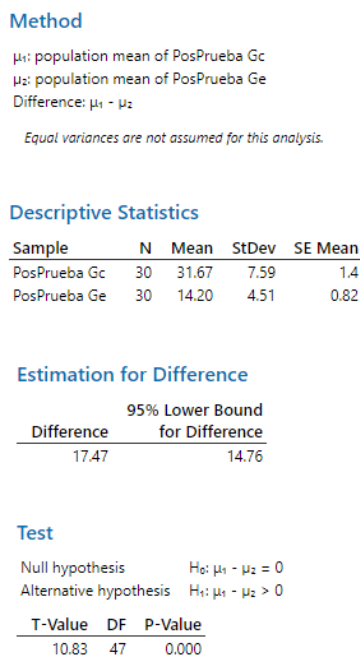 Method
μ₁: population mean of PosPrueba Gc
μ₂: population mean of PosPrueba Ge
Difference: μ₁ - μ₂
Equal variances are not assumed for this analysis.
Descriptive Statistics
Sample N Mean StDev SE Mean
PosPrueba Gc 30 31.67 7.59 1.4
PosPrueba Ge 30 14.20 4.51 0.82
Estimation for Difference
95% Lower Bound
Difference for Difference
17.47 14.76
Test
Null hypothesis H₀: μ₁ - μ₂ = 0
Alternative hypothesis H₁: μ₁ - μ₂ > 0
T-Value DF P-Value
10.83 47 0.000